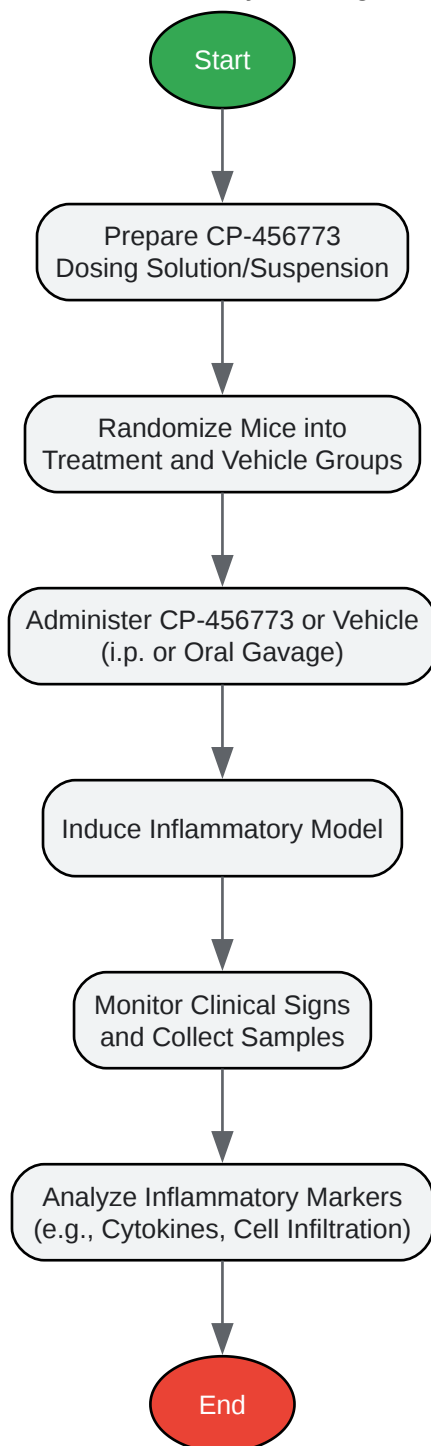 Start
Prepare CP-456773
Dosing Solution/Suspension
Randomize Mice into
Treatment and Vehicle Groups
Administer CP-456773 or Vehicle
(i.p. or Oral Gavage)
Induce Inflammatory Model
Monitor Clinical Signs
and Collect Samples
Analyze Inflammatory Markers
(e.g., Cytokines, Cell Infiltration)
End